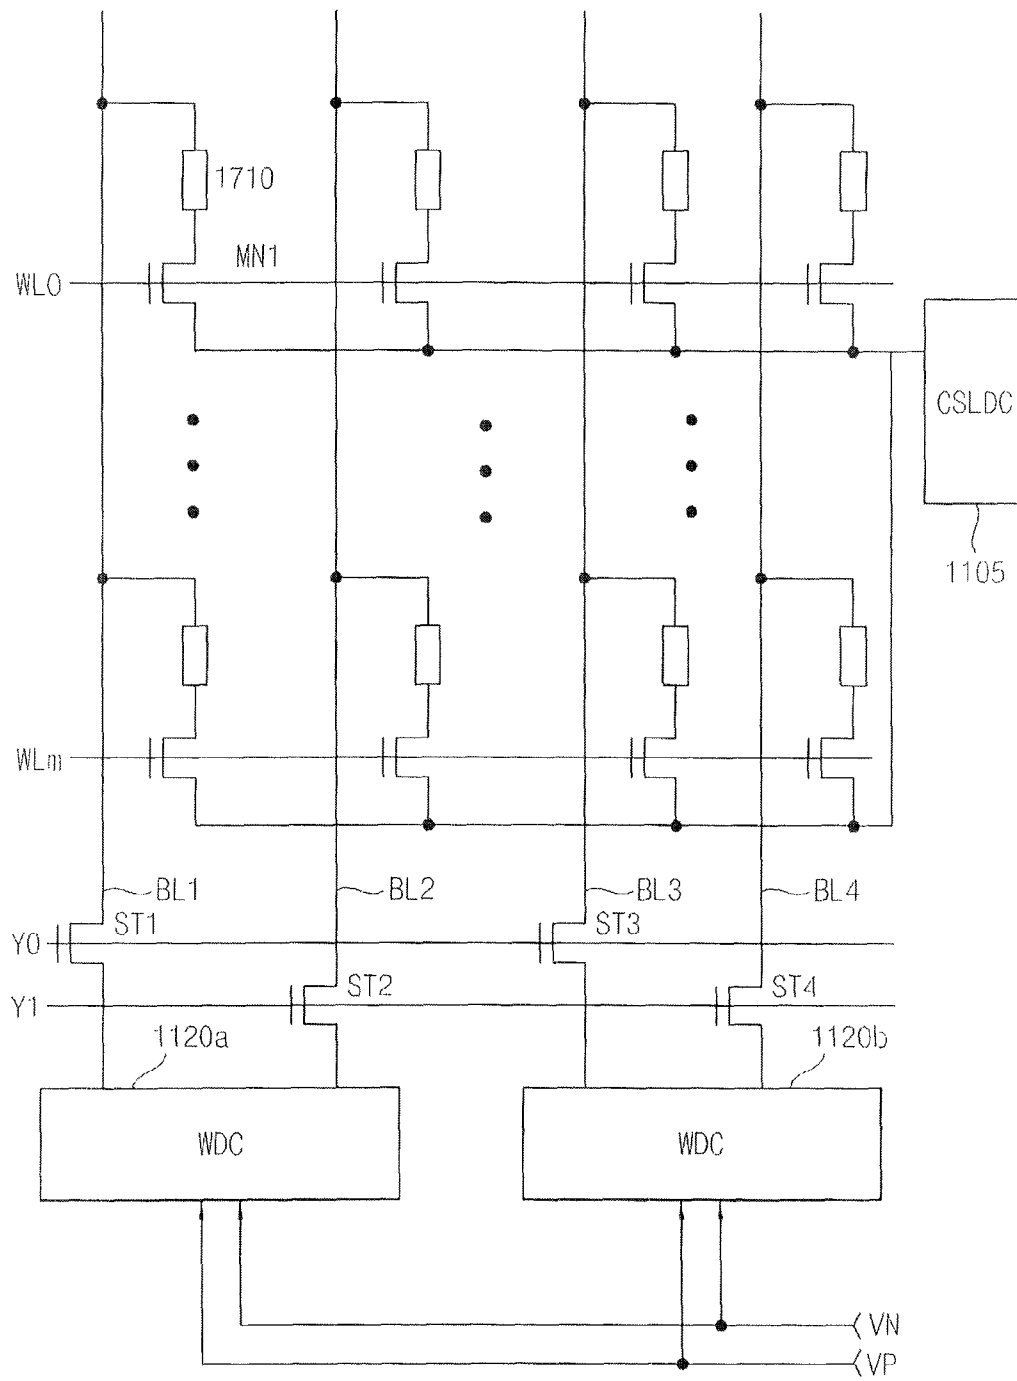 1710
MN1
WL0
CSLDC
1105
WLm
BL1
BL2
BL3
BL4
ST1
ST3
Y0
ST2
ST4
Y1
1120a
1120b
WDC
WDC
VN
VP